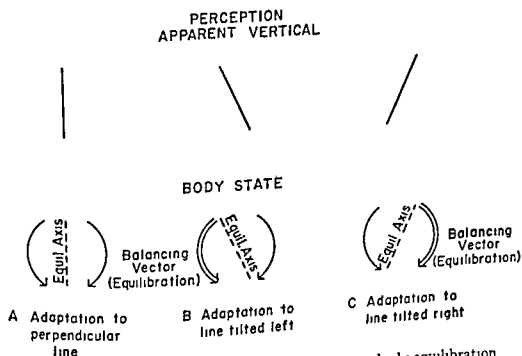 PERCEPTION
APPARENT VERTICAL
BODY STATE
Equil Axis
Balancing
Vector
(Equilibration)
Equil. Axis
Equil Axis
Balancing
Vector
(Equilibration)
A Adaptation to
perpendicular
line
B Adaptation to
line tilted left
C Adaptation to
line tilted right
equilibration